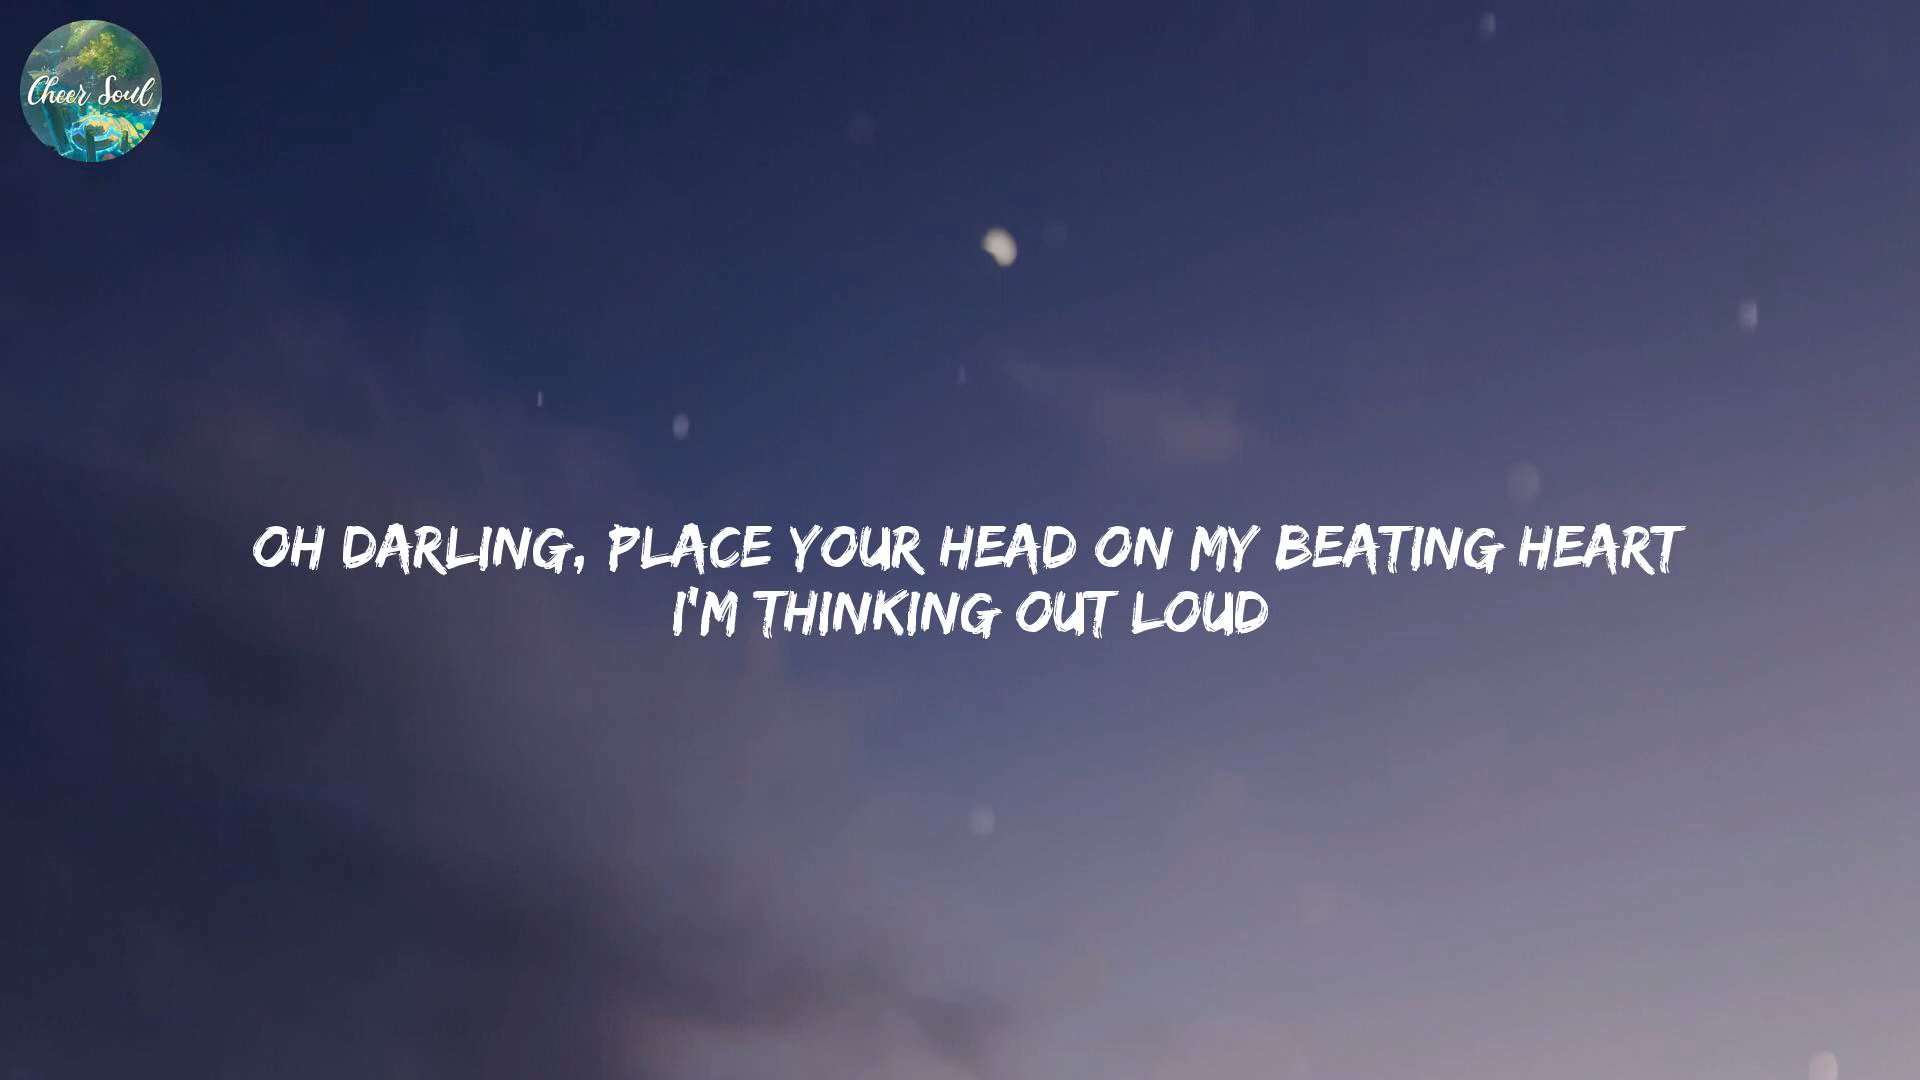 Cheer Soul
OH DARLING, PLACE YOUR HEAD ON MY BEATING HEART
I'M THINKING OUT LOUD